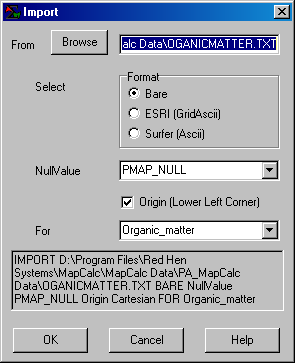 Import
From
Browse
alc Data\OGANICMATTER.TXT
Select
Format
Bare
ESRI (GridAscii)
Surfer (Ascii)
NullValue
PMAP_NULL
Origin (Lower Left Corner)
For
Organic_matter
IMPORT D:\Program Files\Red Hen
Systems\MapCalc\MapCalc Data\PA_MapCalc
Data\OGANICMATTER.TXT BARE NullValue
PMAP_NULL Origin Cartesian FOR Organic_matter
OK
Cancel
Help